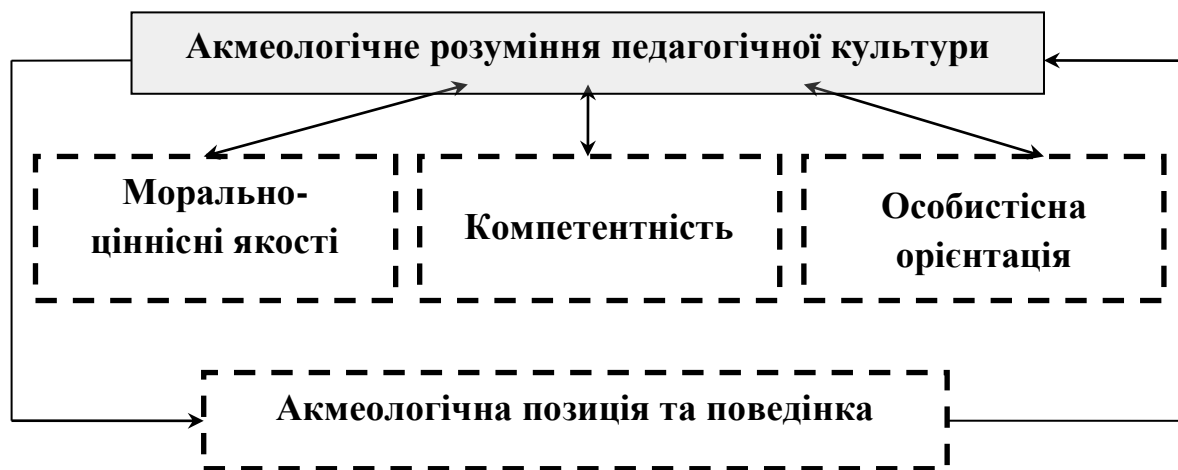 Акмеологічне розуміння педагогічної культури
Морально-
ціннісні якості
Компетентність
Особистісна
орієнтація
Акмеологічна позиція та поведінка